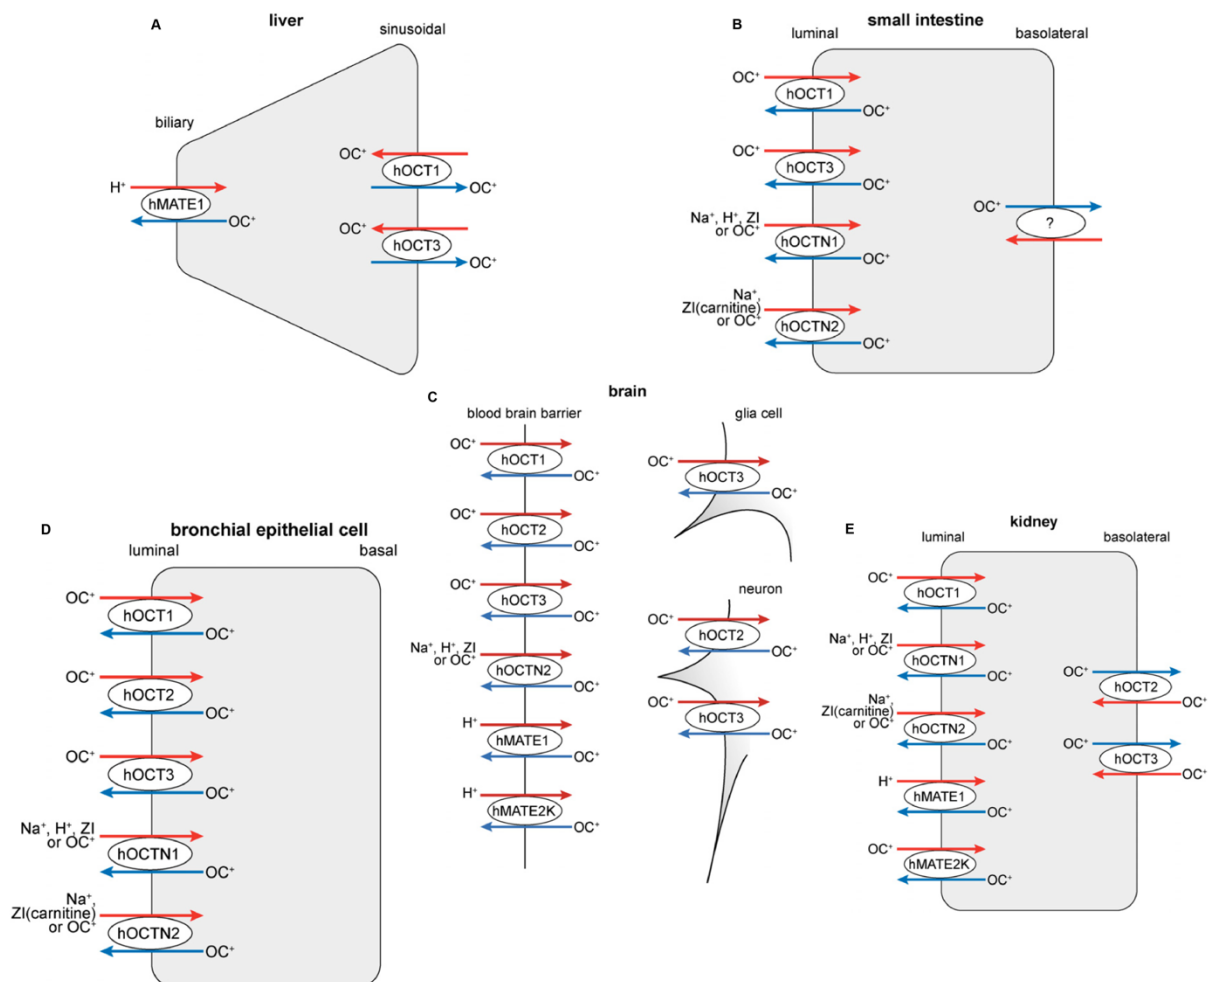 A
liver
sinusoidal
biliary
OC⁺
hOCT1
OC⁺
H⁺
hMATE1
OC⁺
OC⁺
hOCT3
OC⁺
B
small intestine
luminal
basolateral
OC⁺
hOCT1
OC⁺
OC⁺
hOCT3
OC⁺
Na⁺, H⁺, ZI
or OC⁺
hOCTN1
OC⁺
Na⁺,
ZI(carnitine)
or OC⁺
hOCTN2
OC⁺
OC⁺
?
C
brain
blood brain barrier
OC⁺
hOCT1
OC⁺
OC⁺
hOCT2
OC⁺
OC⁺
hOCT3
OC⁺
Na⁺, H⁺, ZI
or OC⁺
hOCTN2
OC⁺
H⁺
hMATE1
OC⁺
H⁺
hMATE2K
OC⁺
glia cell
OC⁺
hOCT3
OC⁺
neuron
OC⁺
hOCT2
OC⁺
OC⁺
hOCT3
OC⁺
D
bronchial epithelial cell
luminal
basal
OC⁺
hOCT1
OC⁺
OC⁺
hOCT2
OC⁺
OC⁺
hOCT3
OC⁺
Na⁺, H⁺, ZI
or OC⁺
hOCTN1
OC⁺
Na⁺,
ZI(carnitine)
or OC⁺
hOCTN2
OC⁺
E
kidney
luminal
basolateral
OC⁺
hOCT1
OC⁺
Na⁺, H⁺, ZI
or OC⁺
hOCTN1
OC⁺
Na⁺,
ZI(carnitine)
or OC⁺
hOCTN2
OC⁺
H⁺
hMATE1
OC⁺
OC⁺
hMATE2K
OC⁺
OC⁺
hOCT2
OC⁺
OC⁺
hOCT3
OC⁺